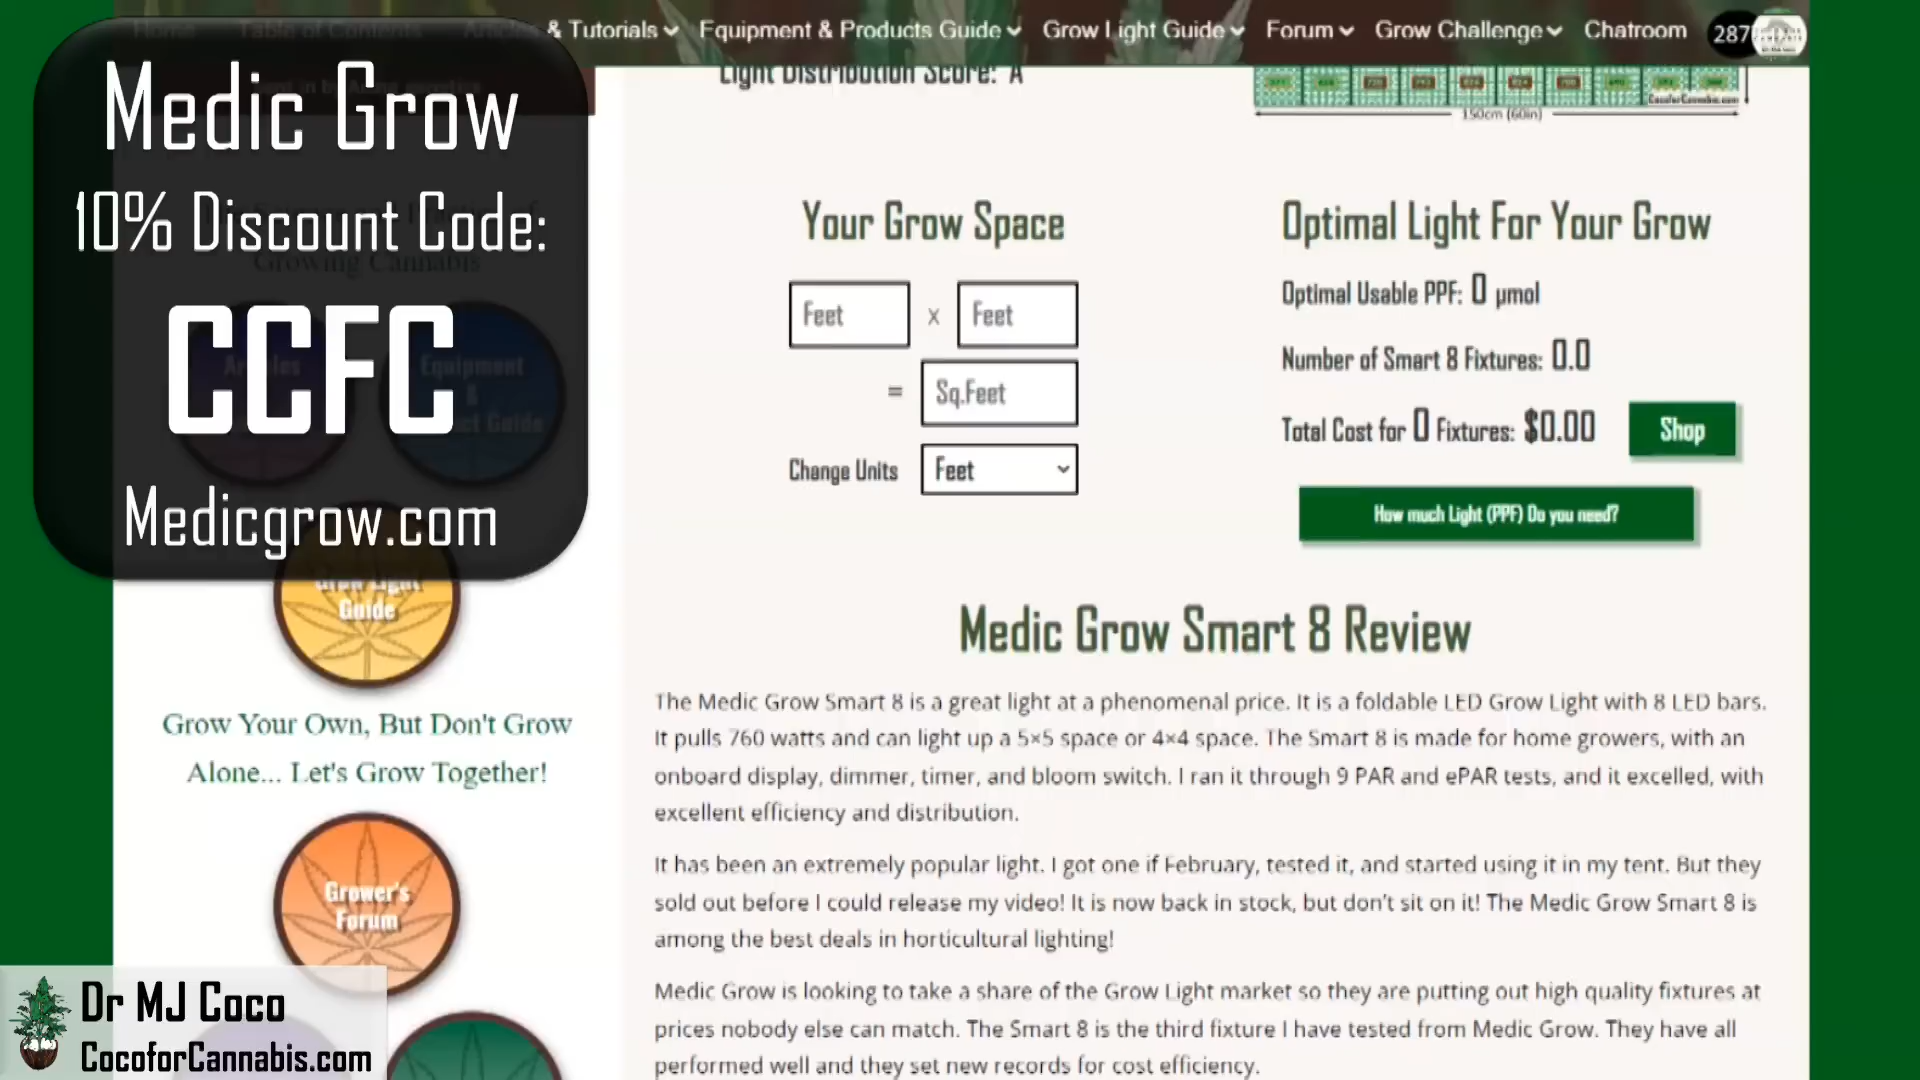 & Tutorials
Equipment & Products Guide
Grow Light Guide
Forum
Grow Challenge
Chatroom
287
Light Distribution Score: A
CocoforCannabis.com
150cm (60in)
Medic Grow
10% Discount Code:
Growing Cannabis
CCFC
Equipment
&
Medicgrow.com
Your Grow Space
Feet x Feet
= Sq.Feet
Change Units Feet
Optimal Light For Your Grow
Optimal Usable PPF: 0 μmol
Number of Smart 8 Fixtures: 0.0
Total Cost for 0 Fixtures: $0.00
Shop
How much Light (PPF) Do you need?
Grow Light
Guide
Grow Your Own, But Don't Grow
Alone... Let's Grow Together!
Grower's
Forum
Medic Grow Smart 8 Review
The Medic Grow Smart 8 is a great light at a phenomenal price. It is a foldable LED Grow Light with 8 LED bars.
It pulls 760 watts and can light up a 5×5 space or 4×4 space. The Smart 8 is made for home growers, with an
onboard display, dimmer, timer, and bloom switch. I ran it through 9 PAR and ePAR tests, and it excelled, with
excellent efficiency and distribution.
It has been an extremely popular light. I got one if February, tested it, and started using it in my tent. But they
sold out before I could release my video! It is now back in stock, but don't sit on it! The Medic Grow Smart 8 is
among the best deals in horticultural lighting!
Medic Grow is looking to take a share of the Grow Light market so they are putting out high quality fixtures at
prices nobody else can match. The Smart 8 is the third fixture I have tested from Medic Grow. They have all
performed well and they set new records for cost efficiency.
Dr MJ Coco
CocoforCannabis.com